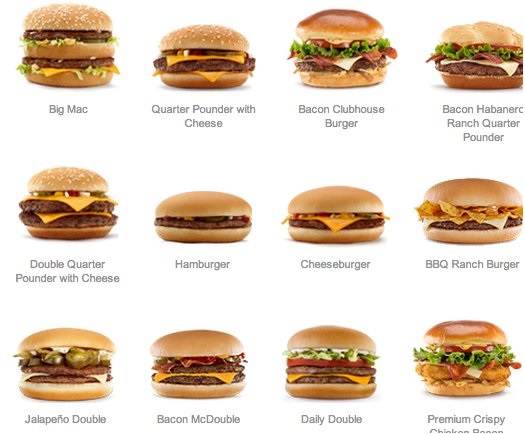 Big Mac
Quarter Pounder with
Cheese
Bacon Clubhouse
Burger
Bacon Habanero
Ranch Quarter
Pounder
Double Quarter
Pounder with Cheese
Hamburger
Cheeseburger
BBQ Ranch Burger
Jalapeño Double
Bacon McDouble
Daily Double
Premium Crispy
Chicken Bacon